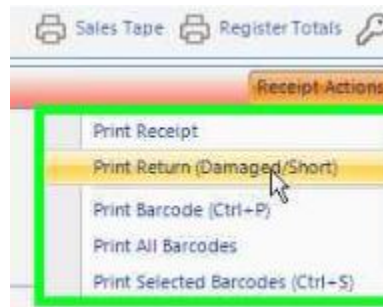 Sales Tape Register Totals
Receipt Actions
Print Receipt
Print Return (Damaged/Short)
Print Barcode (Ctrl+P)
Print All Barcodes
Print Selected Barcodes (Ctrl+S)